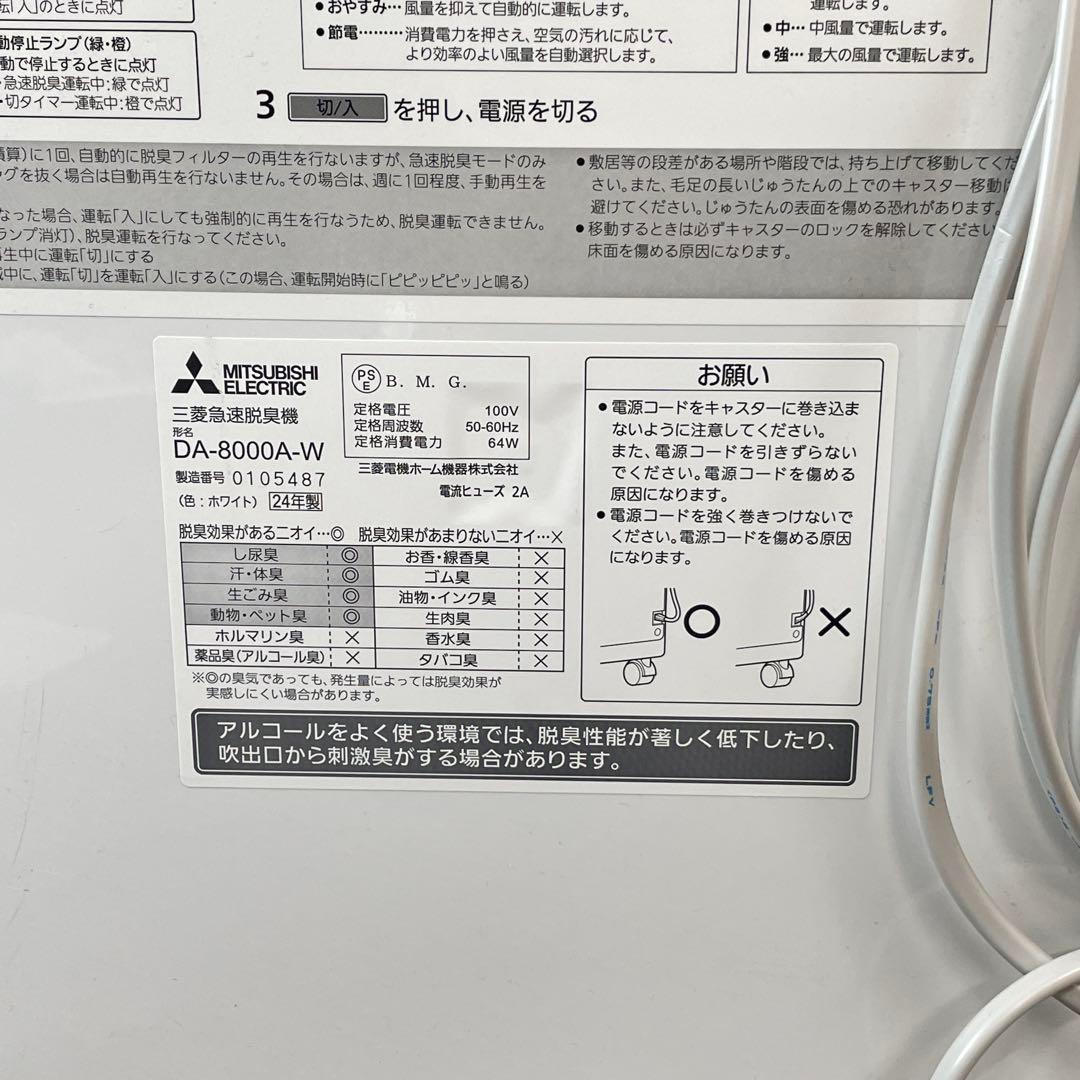 転「入」のときに点灯
動停止ランプ（緑・橙）
動で停止するときに点灯
・急速脱臭運転中：緑で点灯
・切タイマー運転中：橙で点灯
●おやすみ…風量を抑えて自動的に運転します。
●節電………消費電力を押さえ、空気の汚れに応じて、
より効率のよい風量を自動選択します。
運転します。
●中…中風量で運転します。
●強…最大の風量で運転します。
3 切/入 を押し、電源を切る
積算）に1回、自動的に脱臭フィルターの再生を行ないますが、急速脱臭モードのみ
グを抜く場合は自動再生を行ないません。その場合は、週に1回程度、手動再生を
なった場合、運転「入」にしても強制的に再生を行なうため、脱臭運転できません。
ランプ消灯）、脱臭運転を行なってください。
再生中に運転「切」にする
中に、運転「切」を運転「入」にする（この場合、運転開始時に「ピピッピピッ」と鳴る）
●敷居等の段差がある場所や階段では、持ち上げて移動してくだ
さい。また、毛足の長いじゅうたんの上でのキャスター移動は
避けてください。じゅうたんの表面を傷める恐れがあります。
●移動するときは必ずキャスターのロックを解除してください
床面を傷める原因になります。
MITSUBISHI
ELECTRIC
三菱急速脱臭機
形名
DA-8000A-W
製造番号 0105487
（色：ホワイト） 24年製
PS
E
B. M. G.
定格電圧 100V
定格周波数 50-60Hz
定格消費電力 64W
三菱電機ホーム機器株式会社
電流ヒューズ 2A
脱臭効果があるニオイ…◎ 脱臭効果があまりないニオイ…×
し尿臭 ◎ お香・線香臭 ×
汗・体臭 ◎ ゴム臭 ×
生ごみ臭 ◎ 油物・インク臭 ×
動物・ペット臭 ◎ 生肉臭 ×
ホルマリン臭 × 香水臭 ×
薬品臭（アルコール臭） × タバコ臭 ×
※◎の臭気であっても、発生量によっては脱臭効果が
実感しにくい場合があります。
お願い
●電源コードをキャスターに巻き込ま
ないように注意してください。
また、電源コードを引きずらない
でください。電源コードを傷める
原因になります。
●電源コードを強く巻きつけないで
ください。電源コードを傷める原因
になります。
アルコールをよく使う環境では、脱臭性能が著しく低下したり、
吹出口から刺激臭がする場合があります。
LFV